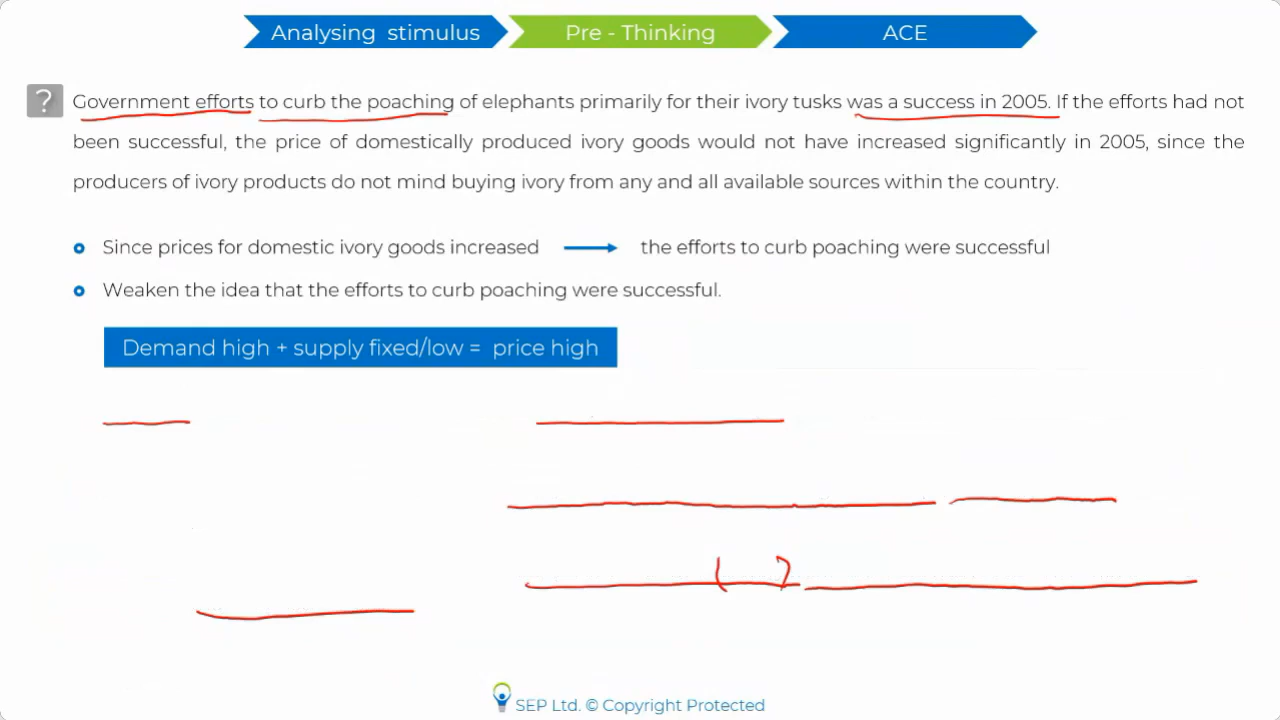 Analysing stimulus
Pre - Thinking
ACE
?
Government efforts to curb the poaching of elephants primarily for their ivory tusks was a success in 2005. If the efforts had not
been successful, the price of domestically produced ivory goods would not have increased significantly in 2005, since the
producers of ivory products do not mind buying ivory from any and all available sources within the country.
Since prices for domestic ivory goods increased → the efforts to curb poaching were successful
Weaken the idea that the efforts to curb poaching were successful.
Demand high + supply fixed/low = price high
( )
SEP Ltd. © Copyright Protected